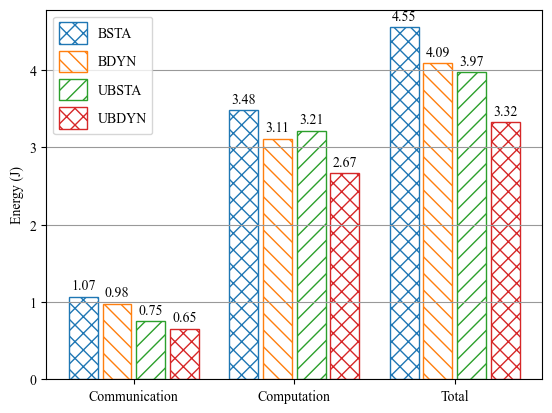 4.55
BSTA
BDYN
UBSTA
UBDYN
4.09
3.97
3.48
3.32
3.21
3.11
2.67
1.07
0.98
0.75
0.65
Energy (J)
4
3
2
1
0
Communication Computation Total